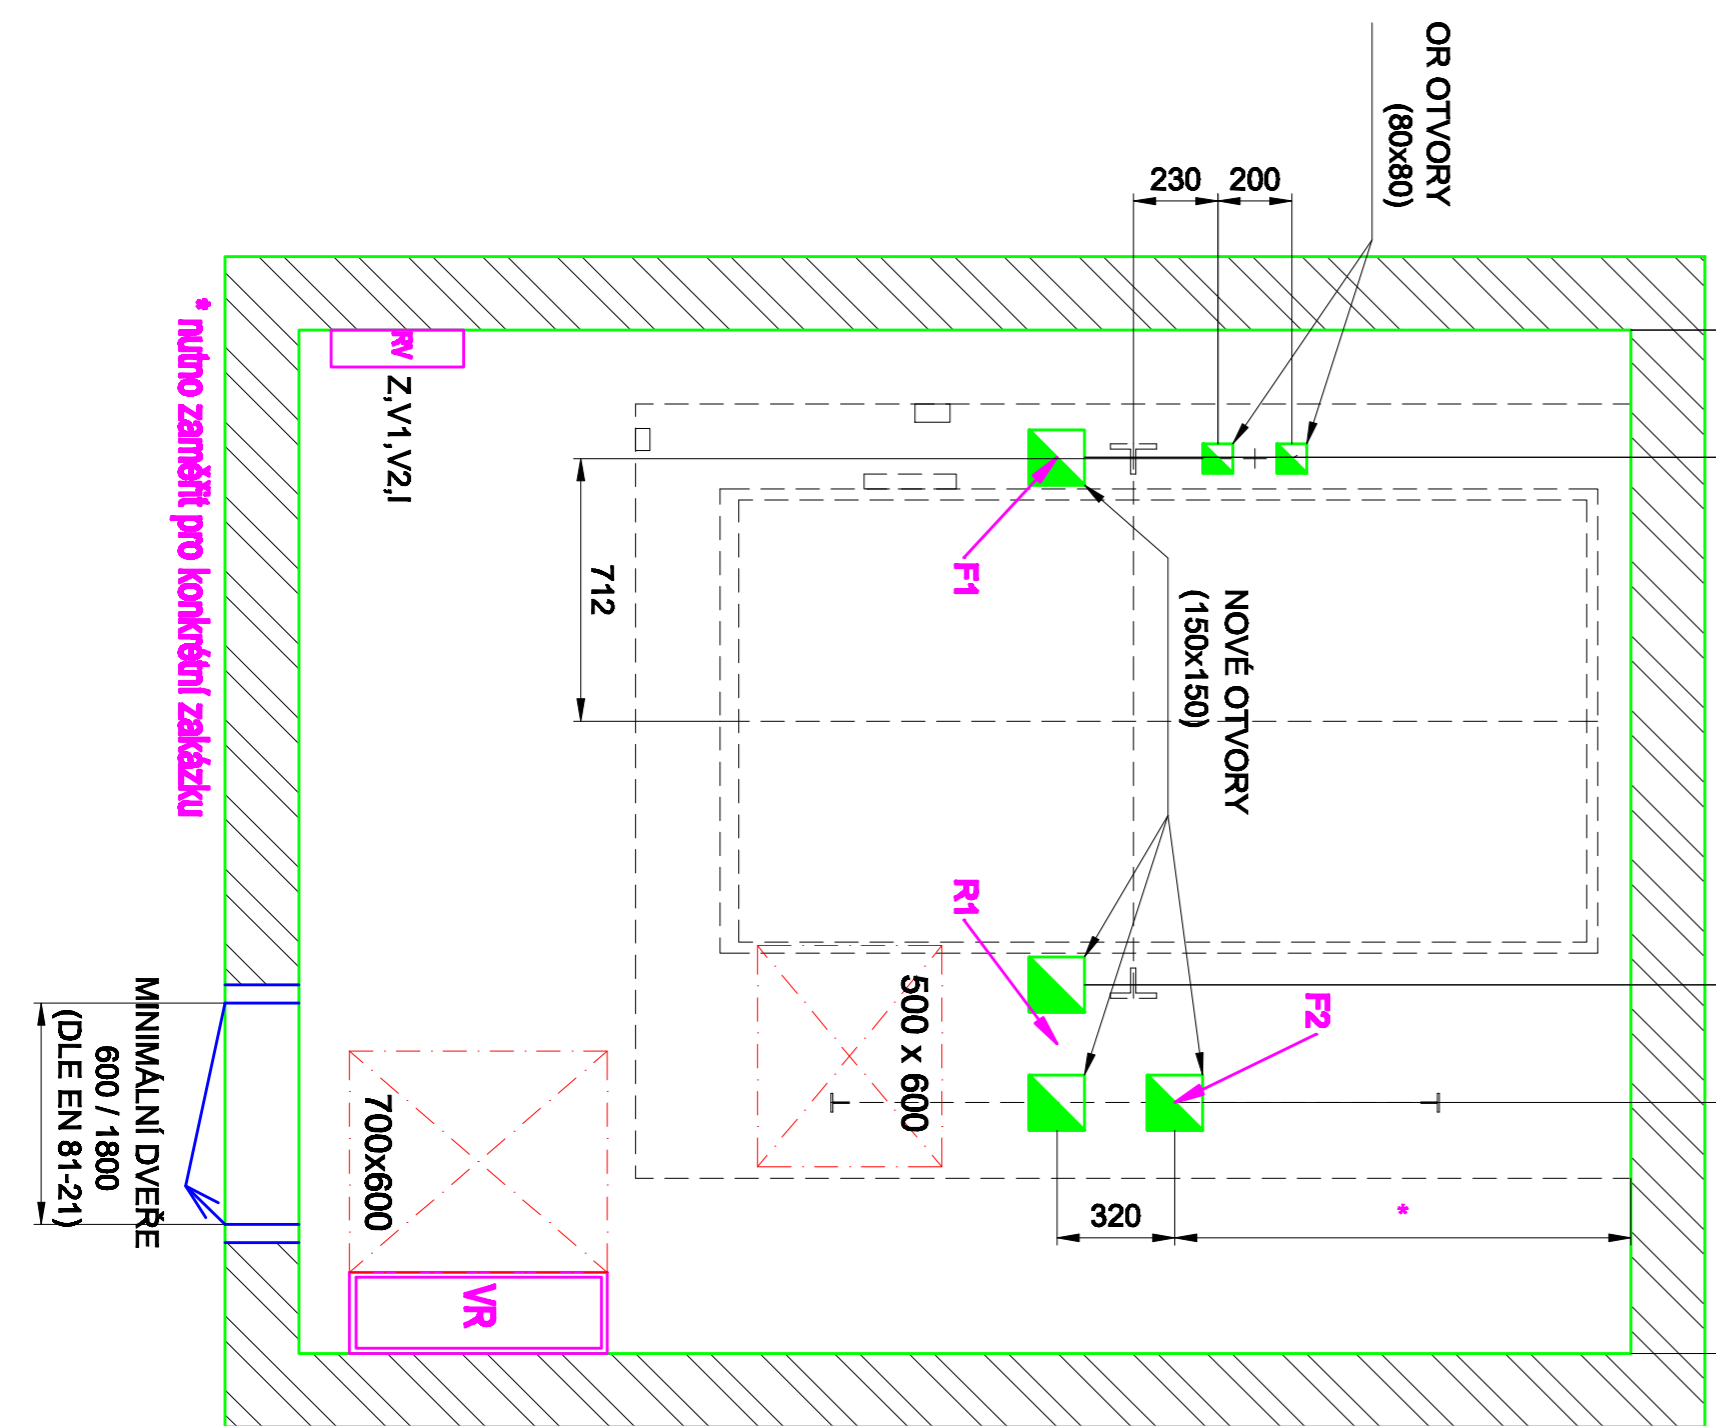 OR OTVORY
(80x80)
230
200
* nutno zaměřit pro konkrétní zakázku
RV
Z,V1,V2,I
712
F1
NOVÉ OTVORY
(150x150)
R1
F2
500 x 600
700x600
VR
320
*
MINIMÁLNÍ DVEŘE
600 / 1800
(DLE EN 81-21)